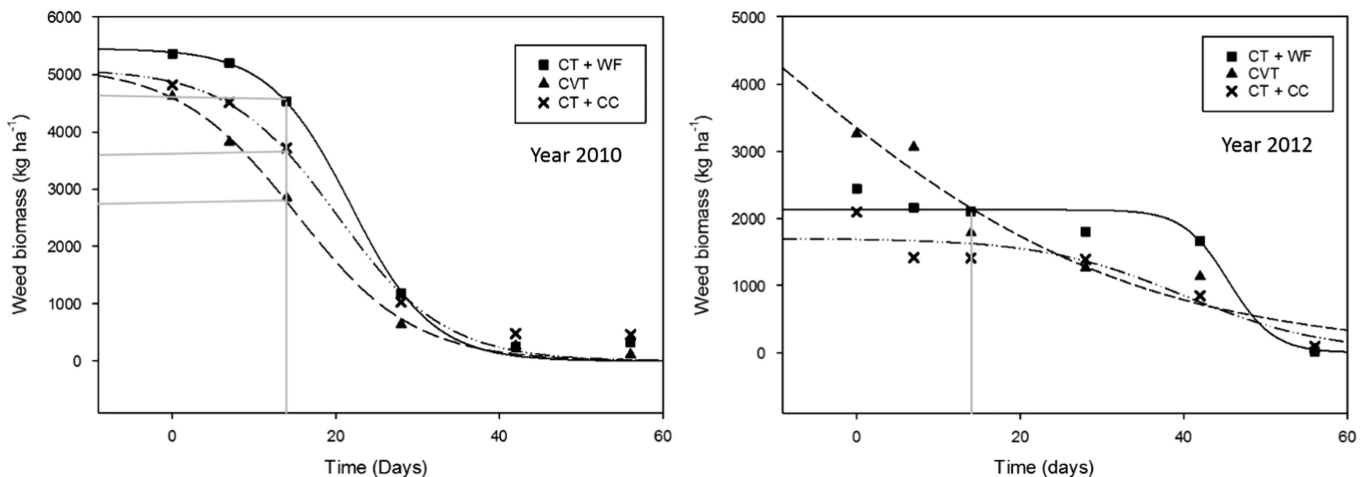 6000
5000
4000
3000
2000
1000
0
Weed biomass (kg ha⁻¹)
CT + WF
CVT
CT + CC
Year 2010
0
20
40
60
Time (Days)
5000
4000
3000
2000
1000
0
Weed biomass (kg ha⁻¹)
CT + WF
CVT
CT + CC
Year 2012
0
20
40
60
Time (days)